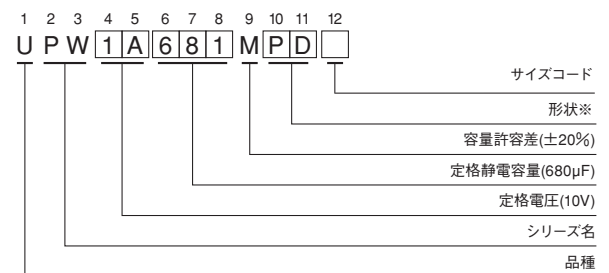 1 2 3 4 5 6 7 8 9 10 11 12
U P W 1 A 6 8 1 M P D
サイズコード
形状※
容量許容差(±20%)
定格静電容量(680μF)
定格電圧(10V)
シリーズ名
品種